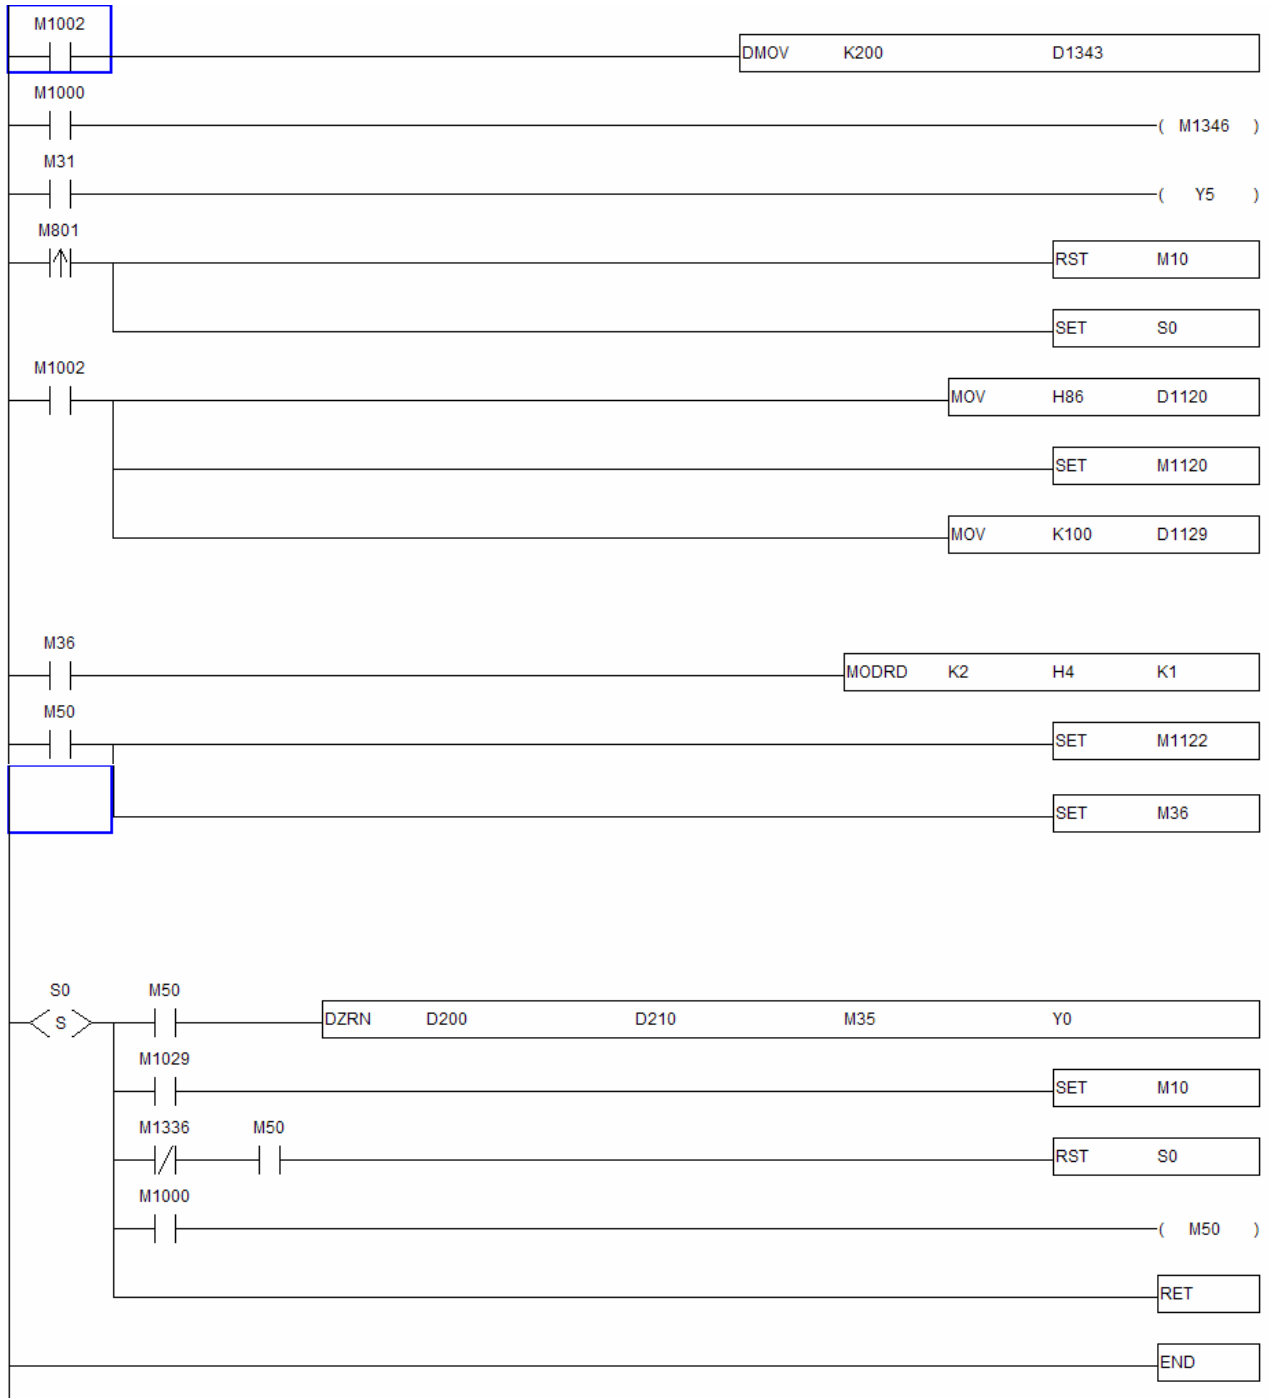 M1002
DMOV K200 D1343
M1000
( M1346 )
M31
( Y5 )
M801
RST M10
SET S0
M1002
MOV H86 D1120
SET M1120
MOV K100 D1129
M36
MODRD K2 H4 K1
M50
SET M1122
SET M36
S0 M50
S
DZRN D200 D210 M35 Y0
M1029
SET M10
M1336 M50
RST S0
M1000
( M50 )
RET
END